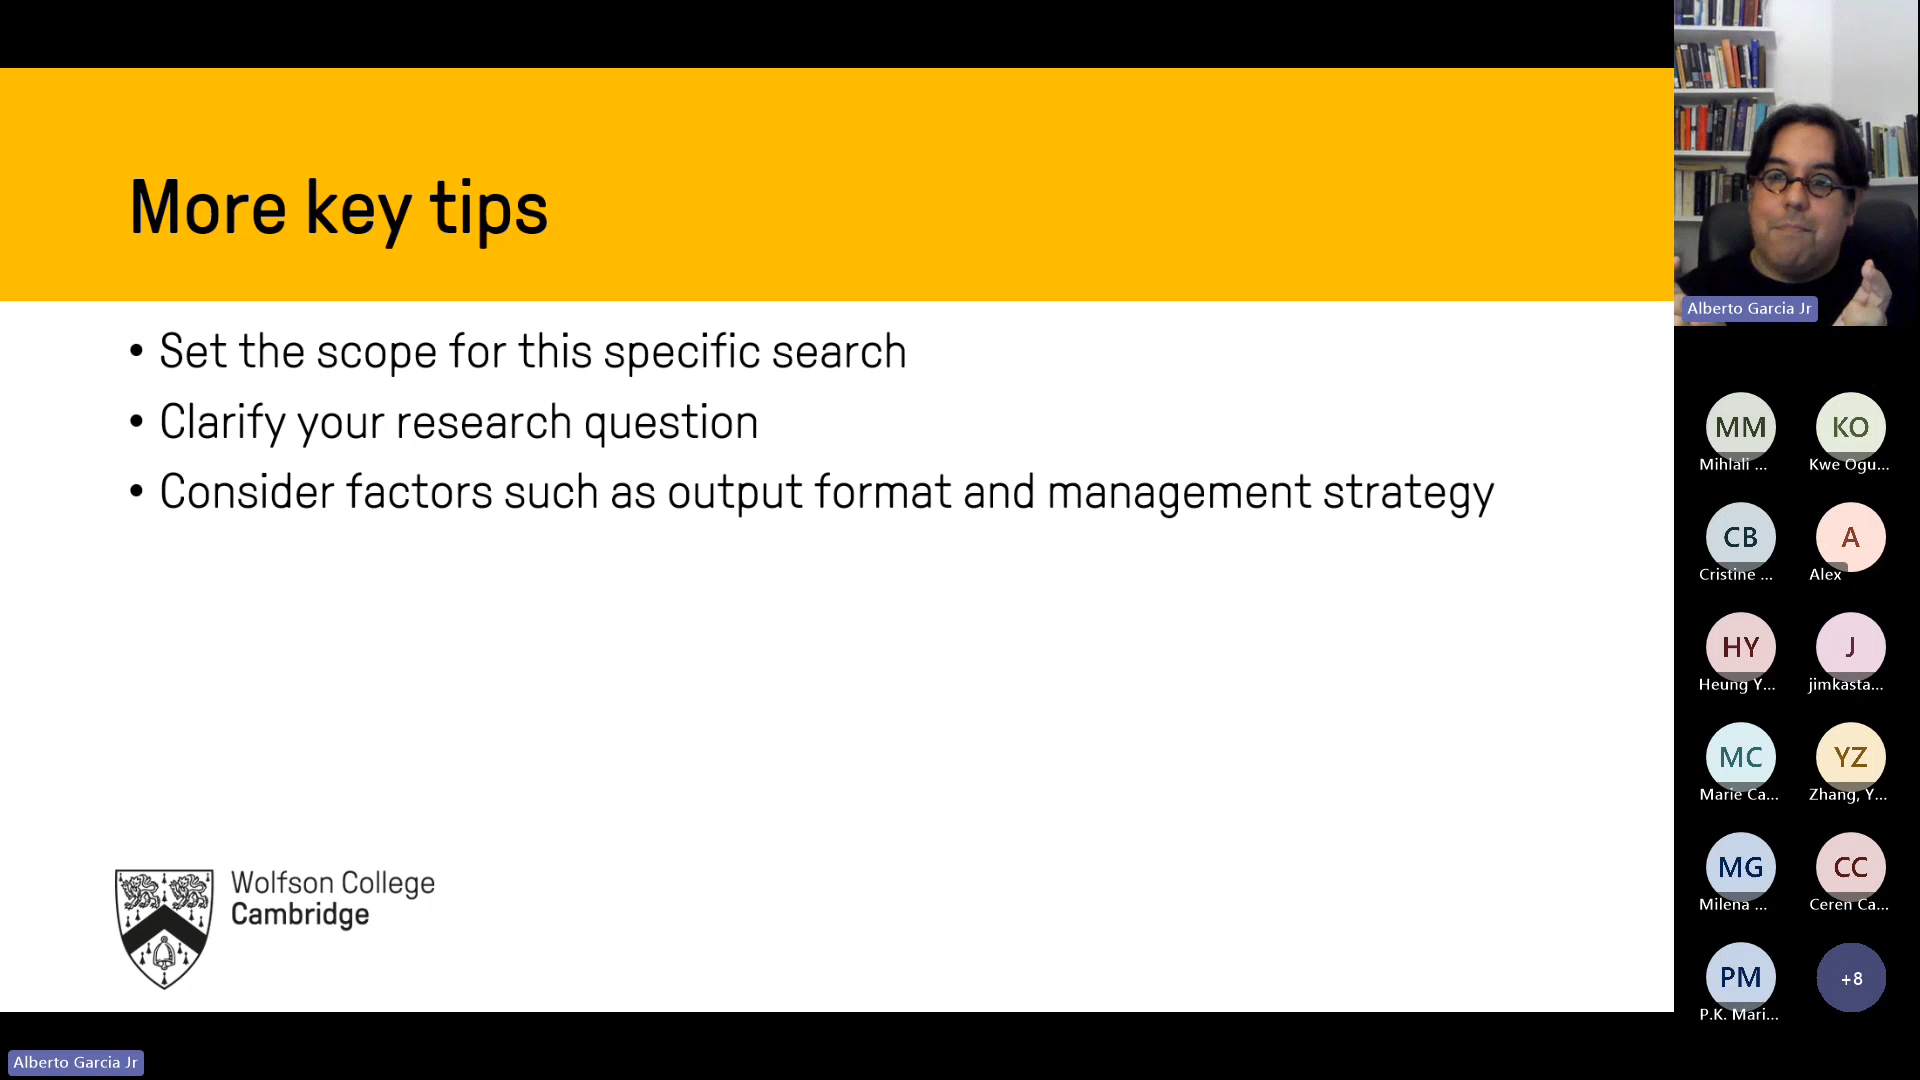 More key tips
• Set the scope for this specific search
• Clarify your research question
• Consider factors such as output format and management strategy
Wolfson College
Cambridge
Alberto Garcia Jr
Alberto Garcia Jr
MM
Mihlali ...
KO
Kwe Ogu...
CB
Cristine ...
A
Alex
HY
Heung Y...
J
jimkasta...
MC
Marie Ca...
YZ
Zhang, Y...
MG
Milena ...
CC
Ceren Ca...
PM
P.K. Mari...
+8